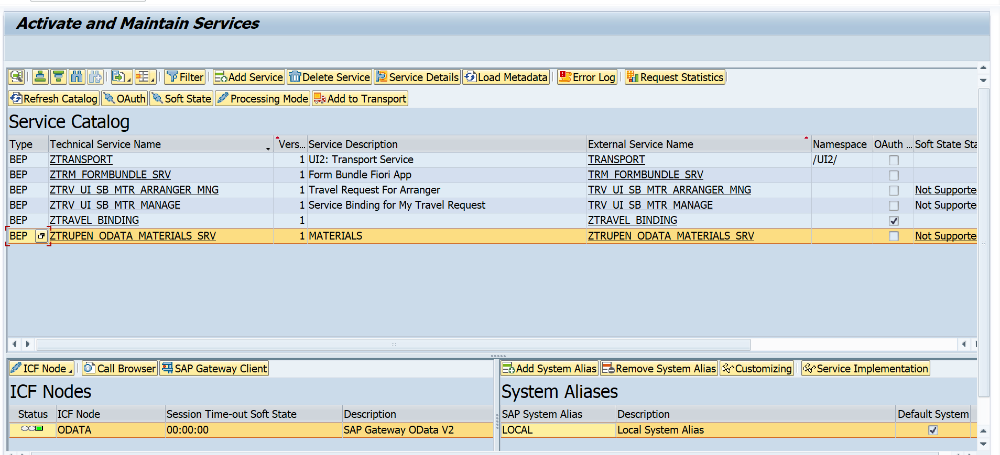 Activate and Maintain Services
Filter Add Service Delete Service Service Details Load Metadata Error Log Request Statistics
Refresh Catalog OAuth Soft State Processing Mode Add to Transport
Service Catalog
Type Technical Service Name Vers... Service Description External Service Name Namespace OAuth ... Soft State Sta
BEP ZTRANSPORT 1 UI2: Transport Service TRANSPORT /UI2/
BEP ZTRM_FORMBUNDLE_SRV 1 Form Bundle Fiori App TRM_FORMBUNDLE_SRV
BEP ZTRV_UI_SB_MTR_ARRANGER_MNG 1 Travel Request For Arranger TRV_UI_SB_MTR_ARRANGER_MNG Not Supporte
BEP ZTRV_UI_SB_MTR_MANAGE 1 Service Binding for My Travel Request TRV_UI_SB_MTR_MANAGE Not Supporte
BEP ZTRAVEL_BINDING 1 ZTRAVEL_BINDING
BEP ZTRUPEN_ODATA_MATERIALS_SRV 1 MATERIALS ZTRUPEN_ODATA_MATERIALS_SRV Not Supporte
ICF Node Call Browser SAP Gateway Client
ICF Nodes
Status ICF Node Session Time-out Soft State Description
ODATA 00:00:00 SAP Gateway OData V2
Add System Alias Remove System Alias Customizing Service Implementation
System Aliases
SAP System Alias Description Default System
LOCAL Local System Alias